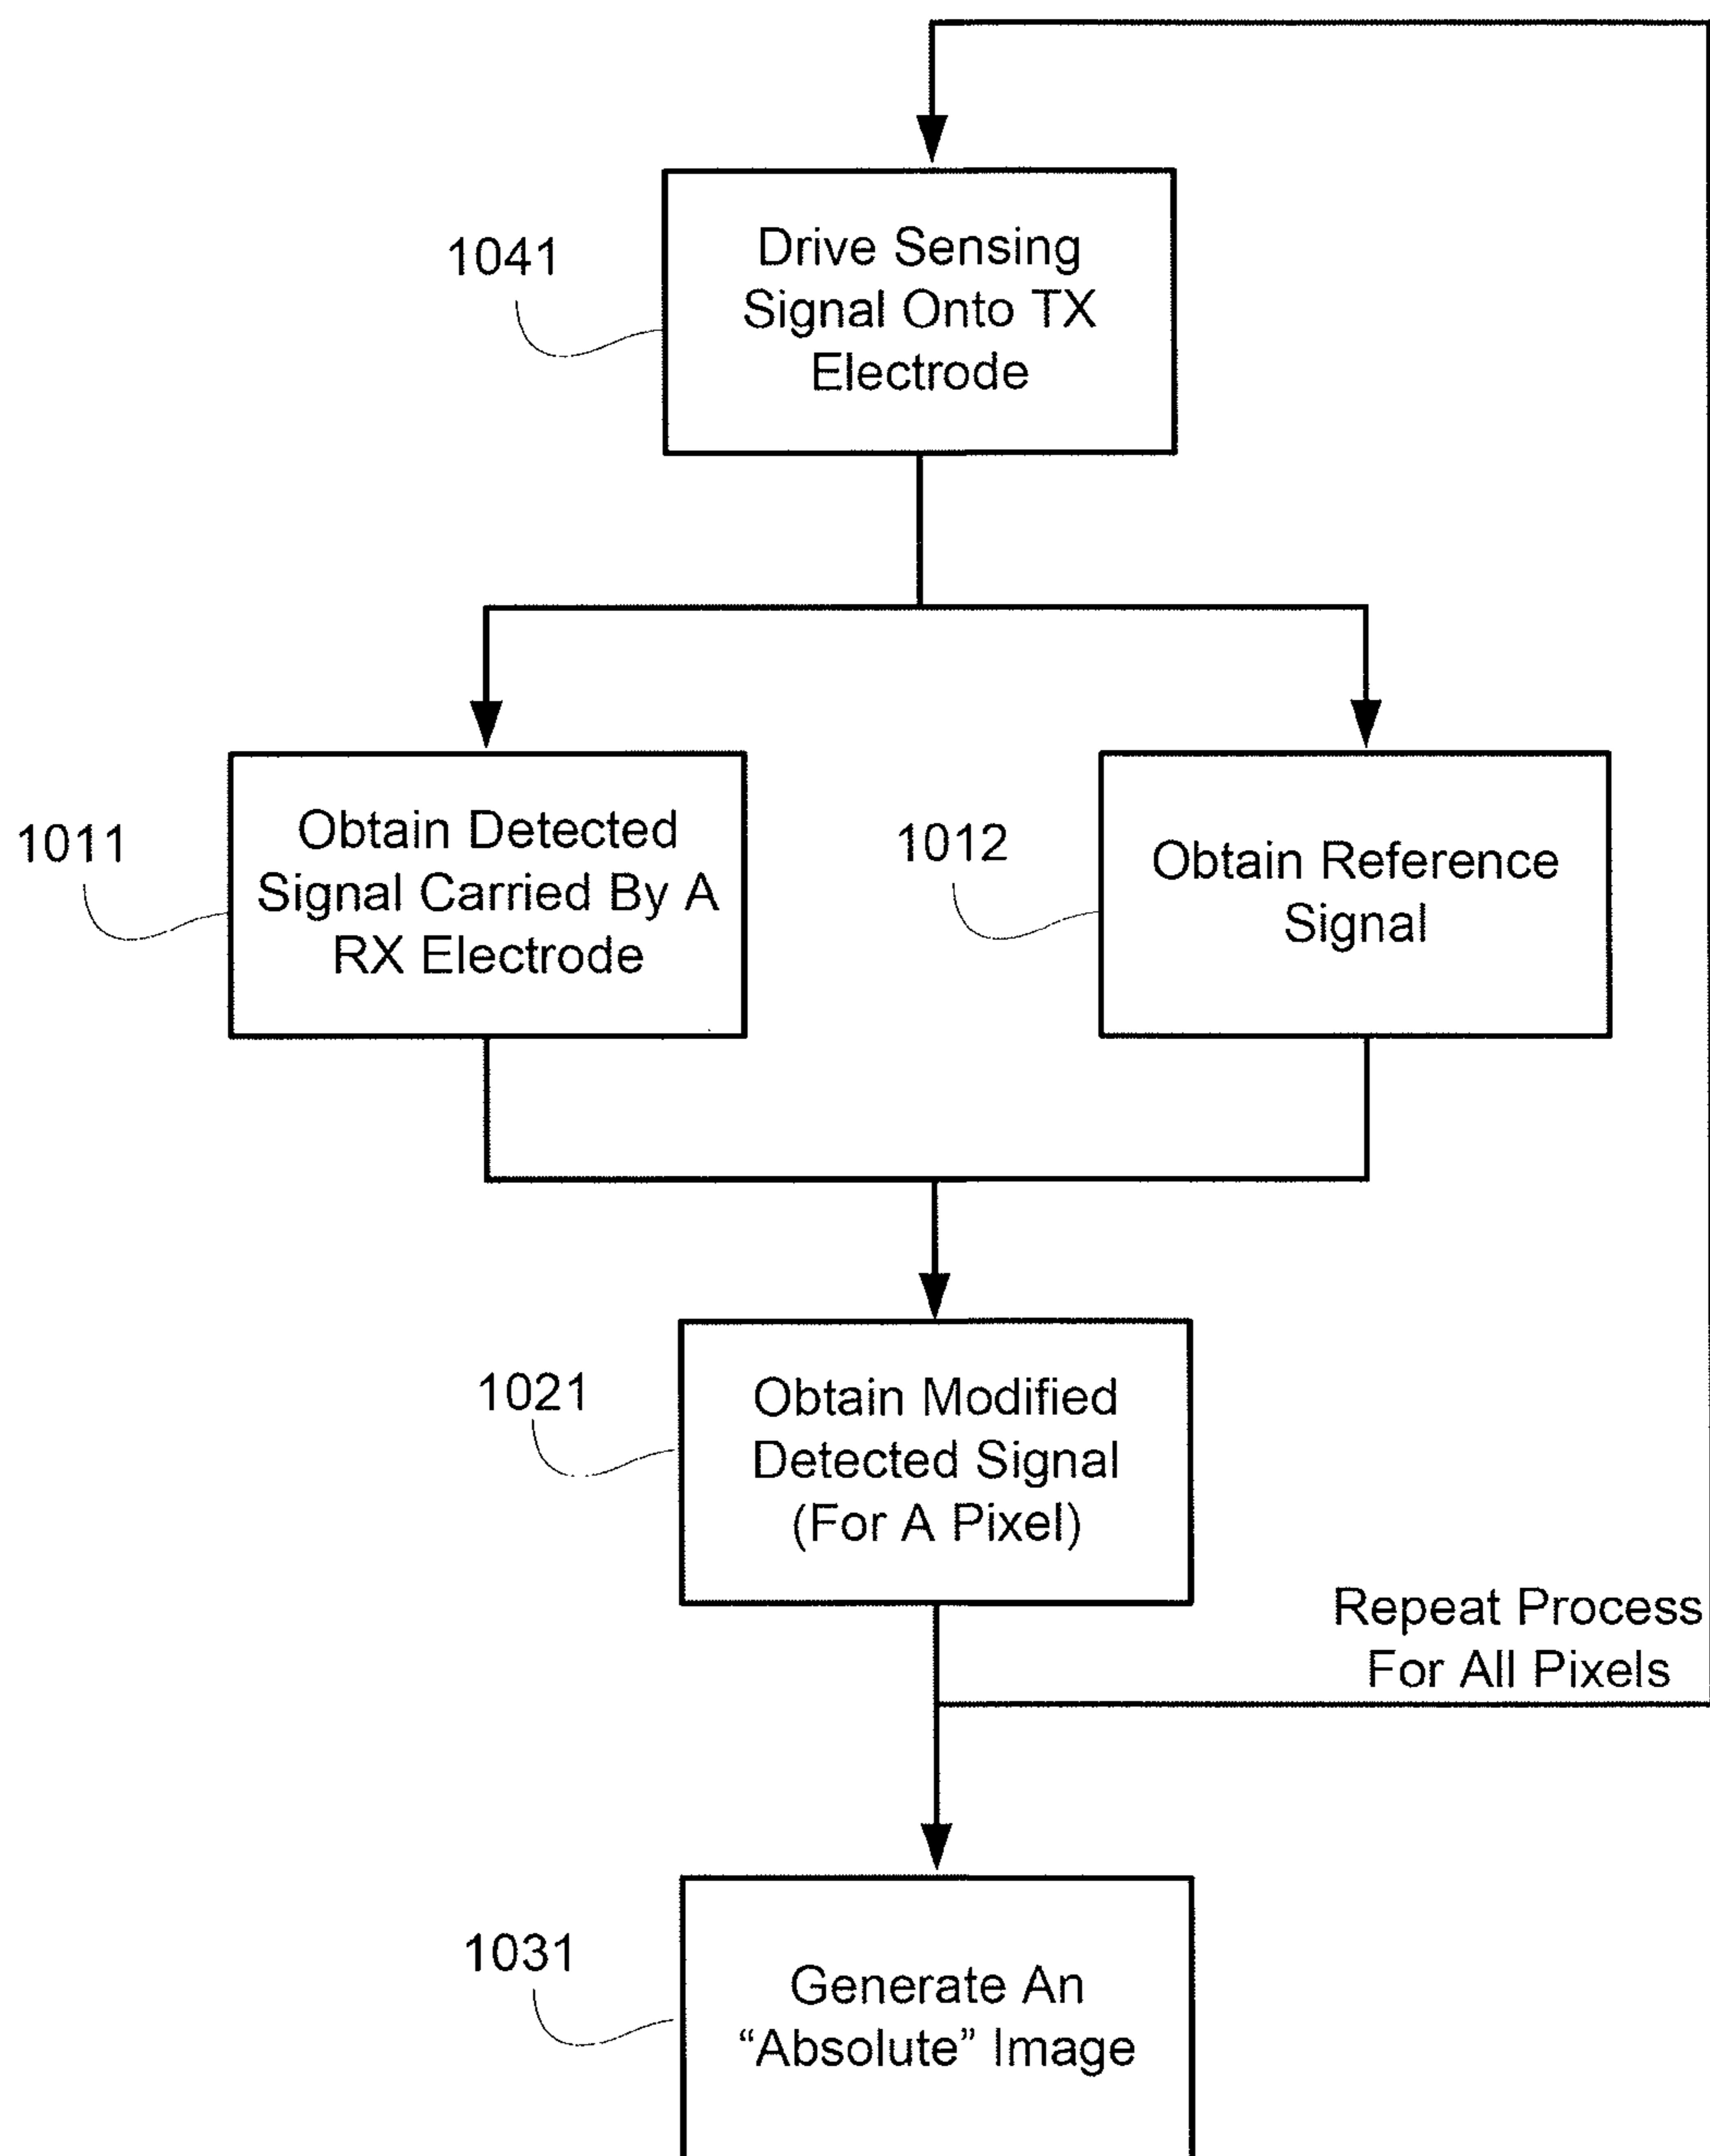 1041
Drive Sensing
Signal Onto TX
Electrode
1011
Obtain Detected
Signal Carried By A
RX Electrode
1012
Obtain Reference
Signal
1021
Obtain Modified
Detected Signal
(For A Pixel)
Repeat Process
For All Pixels
1031
Generate An
“Absolute” Image